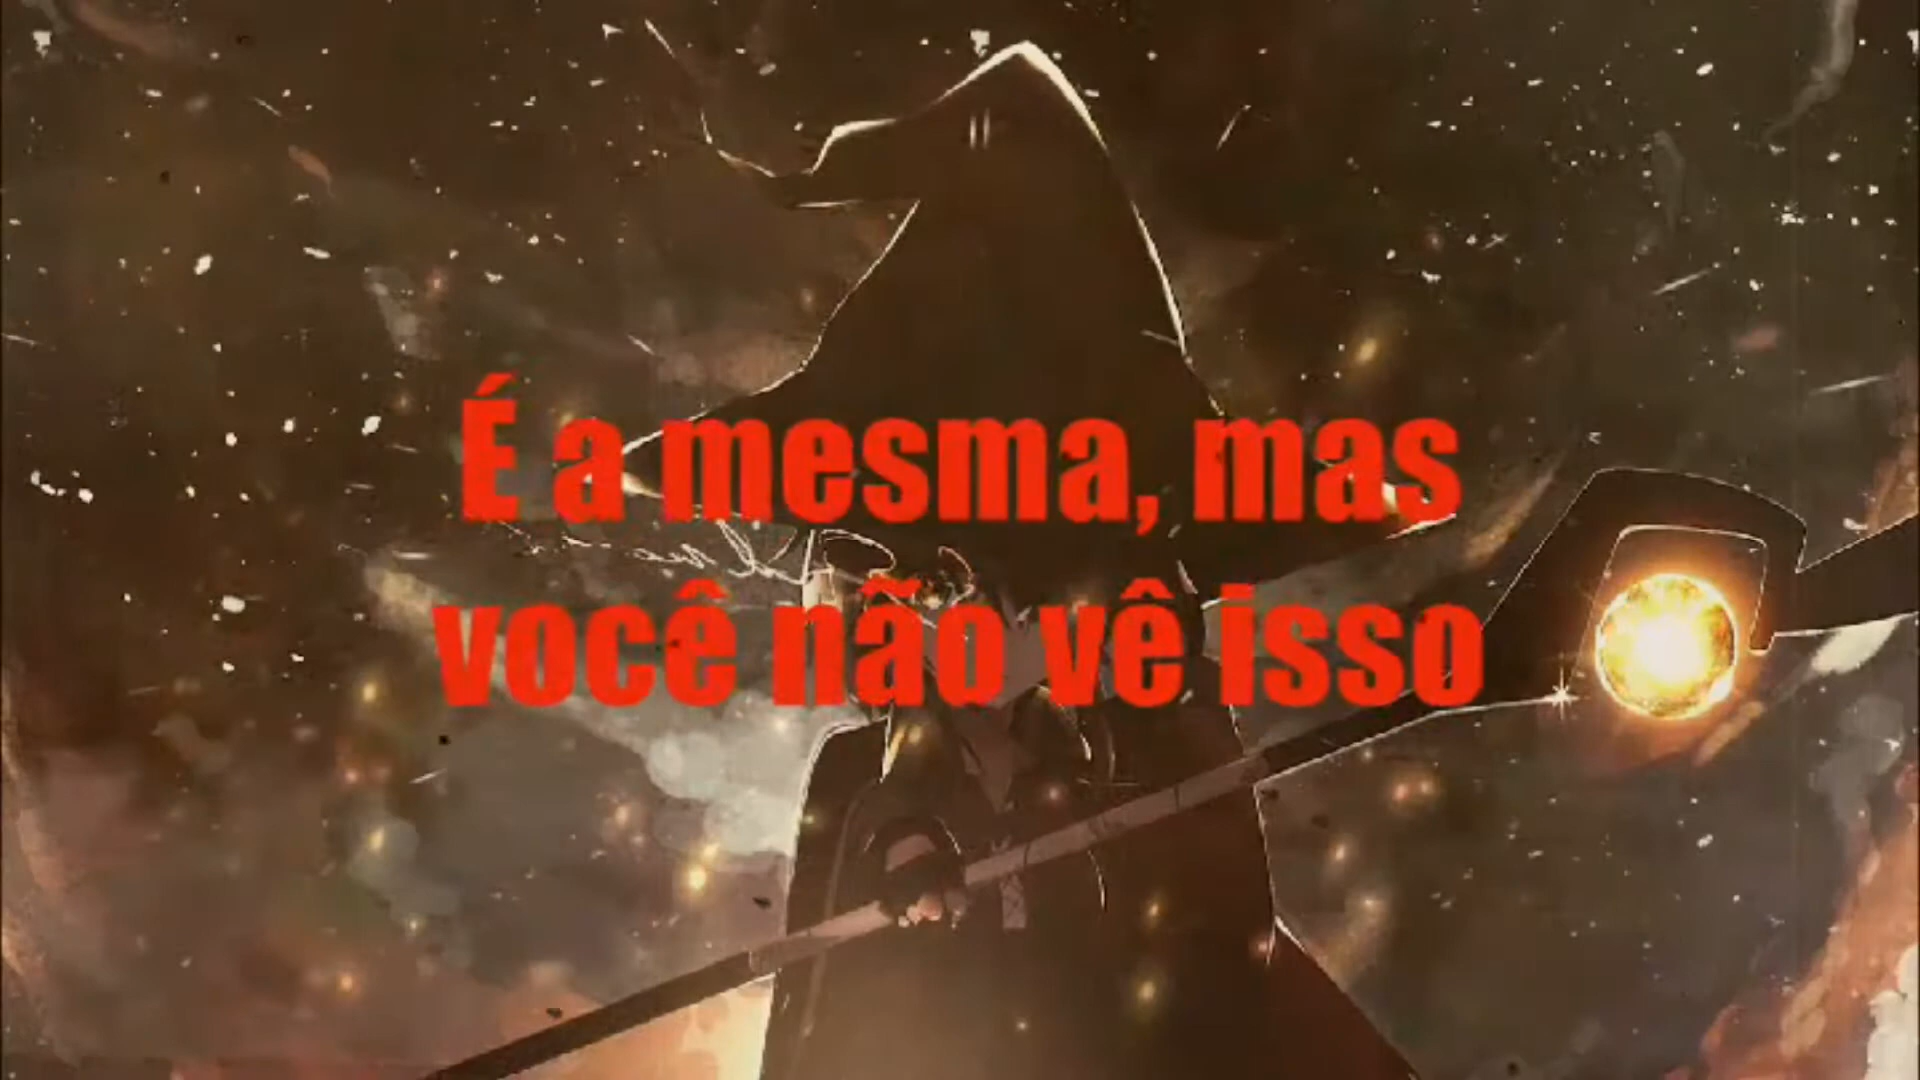 É a mesma, mas
você não vê isso